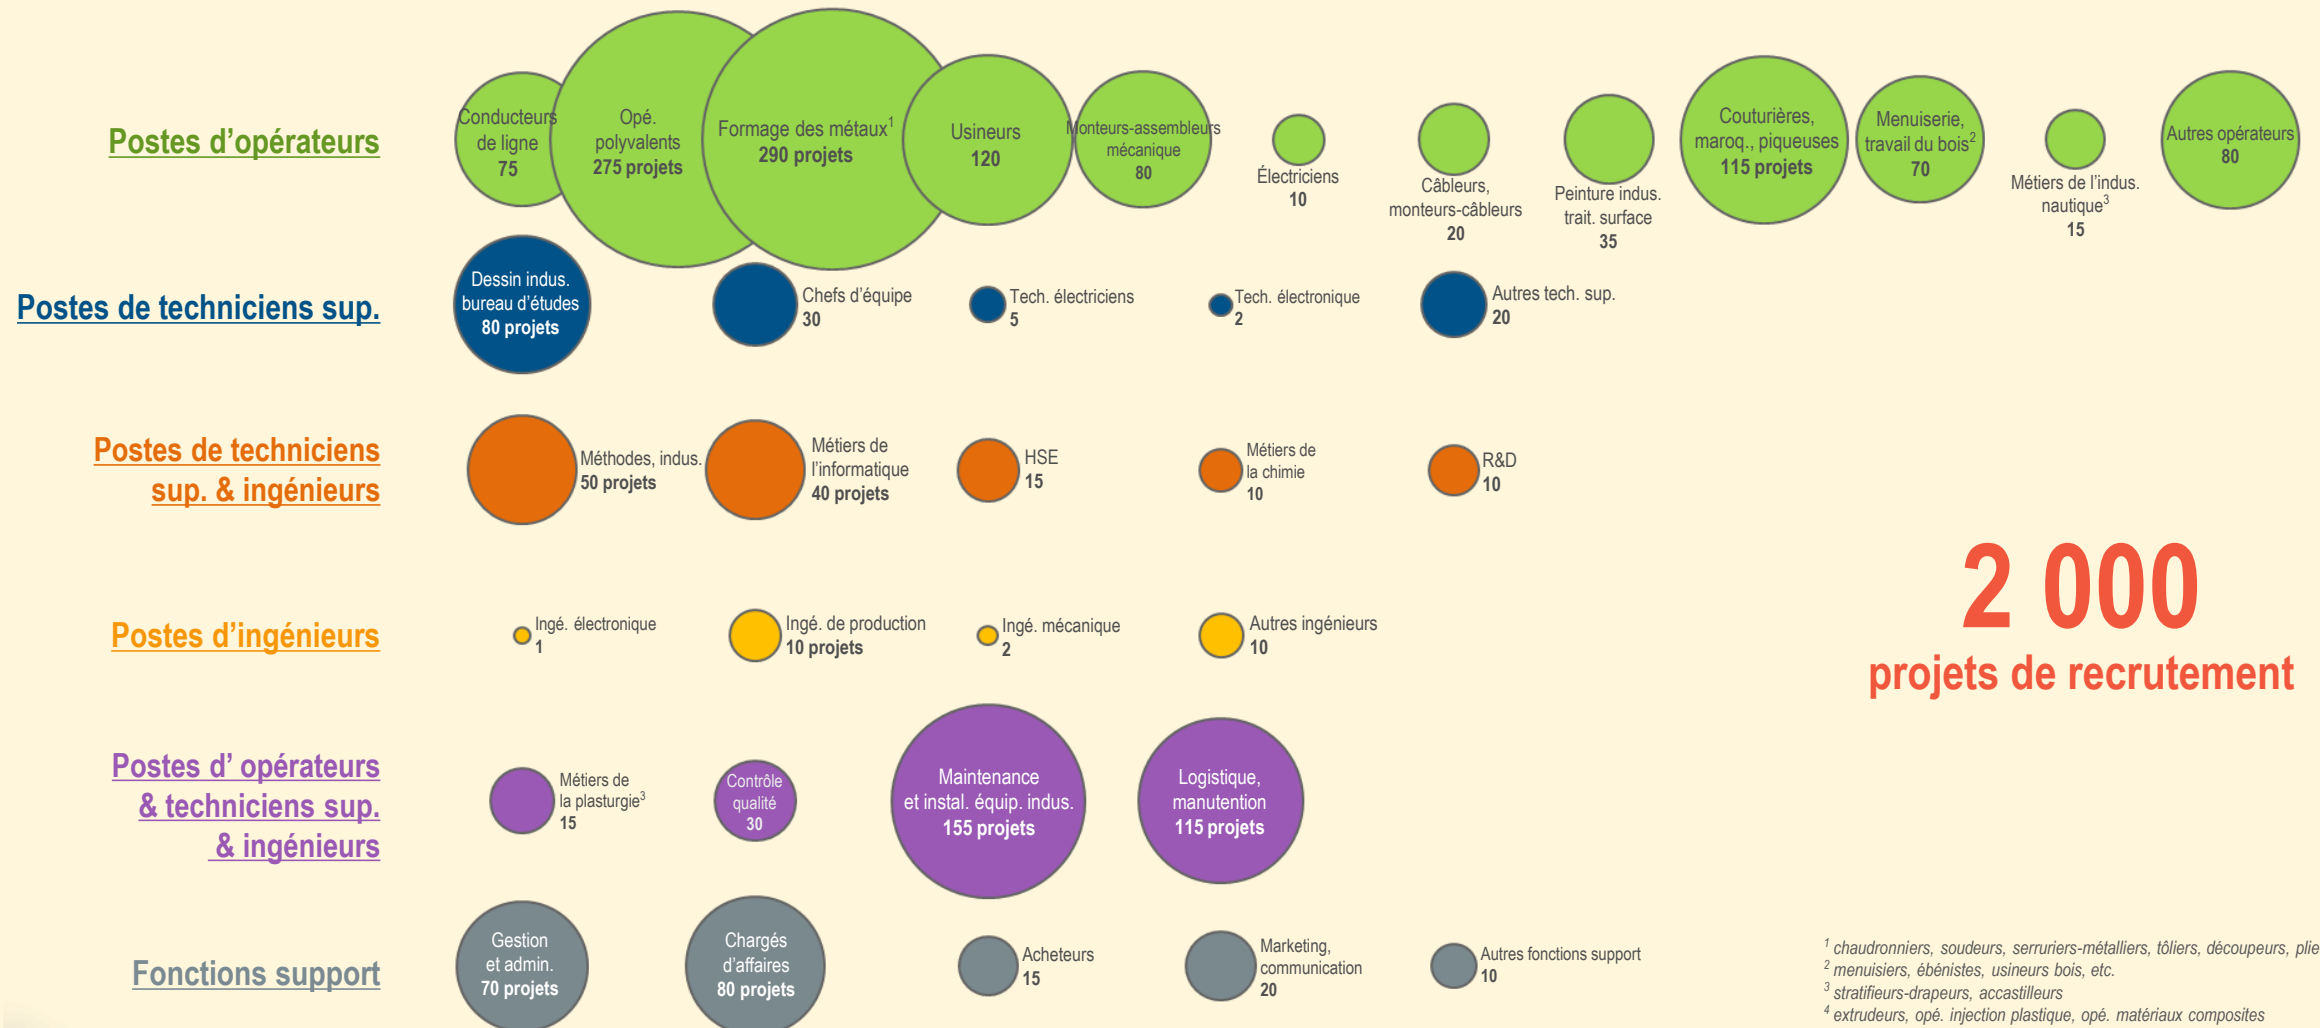 Postes d'opérateurs
Conducteurs
de ligne
75
Opé.
polyvalents
275 projets
Formage des métaux¹
290 projets
Usineurs
120
Monteurs-assembleurs
mécanique
80
Électriciens
10
Câbleurs,
monteurs-câbleurs
20
Peinture indus.
trait. surface
35
Couturières,
maroq., piqueuses
115 projets
Menuiserie,
travail du bois²
70
Métiers de l'indus.
nautique³
15
Autres opérateurs
80
Postes de techniciens sup.
Dessin indus.
bureau d'études
80 projets
Chefs d'équipe
30
Tech. électriciens
5
Tech. électronique
2
Autres tech. sup.
20
Postes de techniciens
sup. & ingénieurs
Méthodes, indus.
50 projets
Métiers de
l'informatique
40 projets
HSE
15
Métiers de
la chimie
10
R&D
10
Postes d'ingénieurs
Ingé. électronique
1
Ingé. de production
10 projets
Ingé. mécanique
2
Autres ingénieurs
10
2 000
projets de recrutement
Postes d' opérateurs
& techniciens sup.
& ingénieurs
Métiers de
la plasturgie³
15
Contrôle
qualité
30
Maintenance
et instal. équip. indus.
155 projets
Logistique,
manutention
115 projets
Fonctions support
Gestion
et admin.
70 projets
Chargés
d'affaires
80 projets
Acheteurs
15
Marketing,
communication
20
Autres fonctions support
10
¹ chaudronniers, soudeurs, serruriers-métalliers, tôliers, découpeurs, plie
² menuisiers, ébénistes, usineurs bois, etc.
³ stratifieurs-drapeurs, accastilleurs
⁴ extrudeurs, opé. injection plastique, opé. matériaux composites